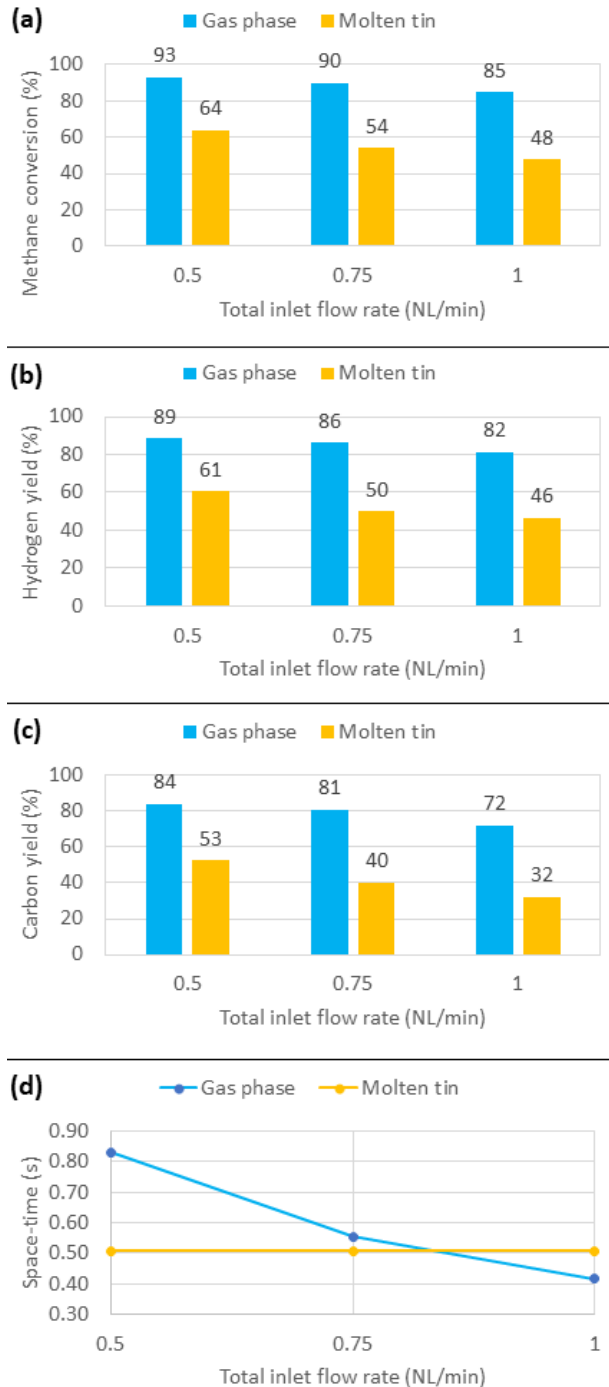 (a)
Gas phase Molten tin
Methane conversion (%)
100
80
60
40
20
0
93 64 90 54 85 48
0.5 0.75 1
Total inlet flow rate (NL/min)
(b)
Gas phase Molten tin
Hydrogen yield (%)
100
80
60
40
20
0
89 61 86 50 82 46
0.5 0.75 1
Total inlet flow rate (NL/min)
(c)
Gas phase Molten tin
Carbon yield (%)
100
80
60
40
20
0
84 53 81 40 72 32
0.5 0.75 1
Total inlet flow rate (NL/min)
(d)
Gas phase Molten tin
Space-time (s)
0.90
0.80
0.70
0.60
0.50
0.40
0.30
0.5 0.75 1
Total inlet flow rate (NL/min)